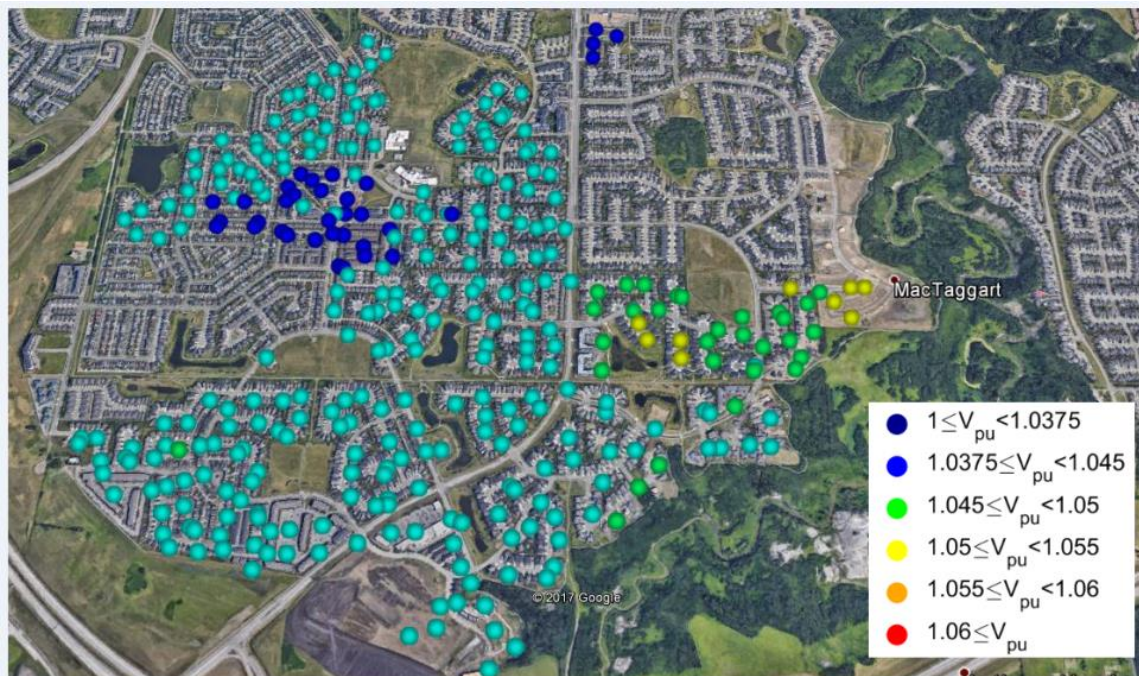 MacTaggart
1≤V_pu<1.0375
1.0375≤V_pu<1.045
1.045≤V_pu<1.05
1.05≤V_pu<1.055
1.055≤V_pu<1.06
1.06≤V_pu
© 2017 Google